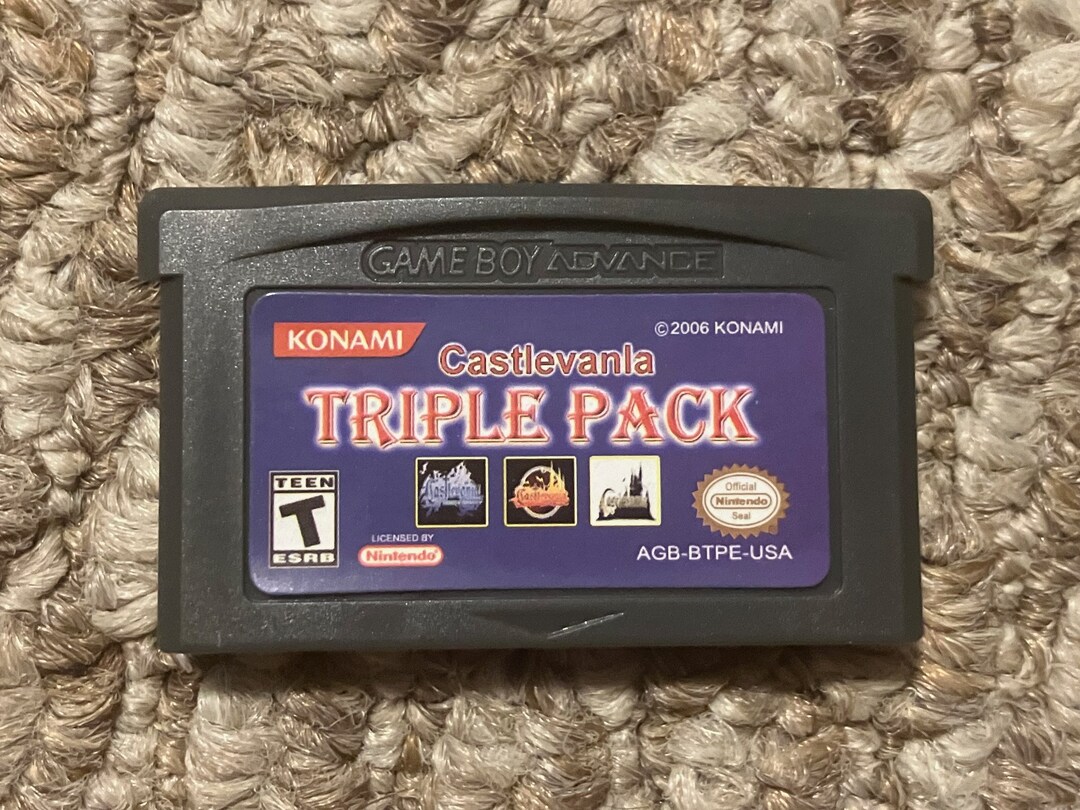 GAME BOY ADVANCE
KONAMI
© 2006 KONAMI
Castlevanla
TRIPLE PACK
TEEN
T
ESRB
LICENSED BY
Nintendo
Official
Nintendo
Seal
AGB-BTPE-USA